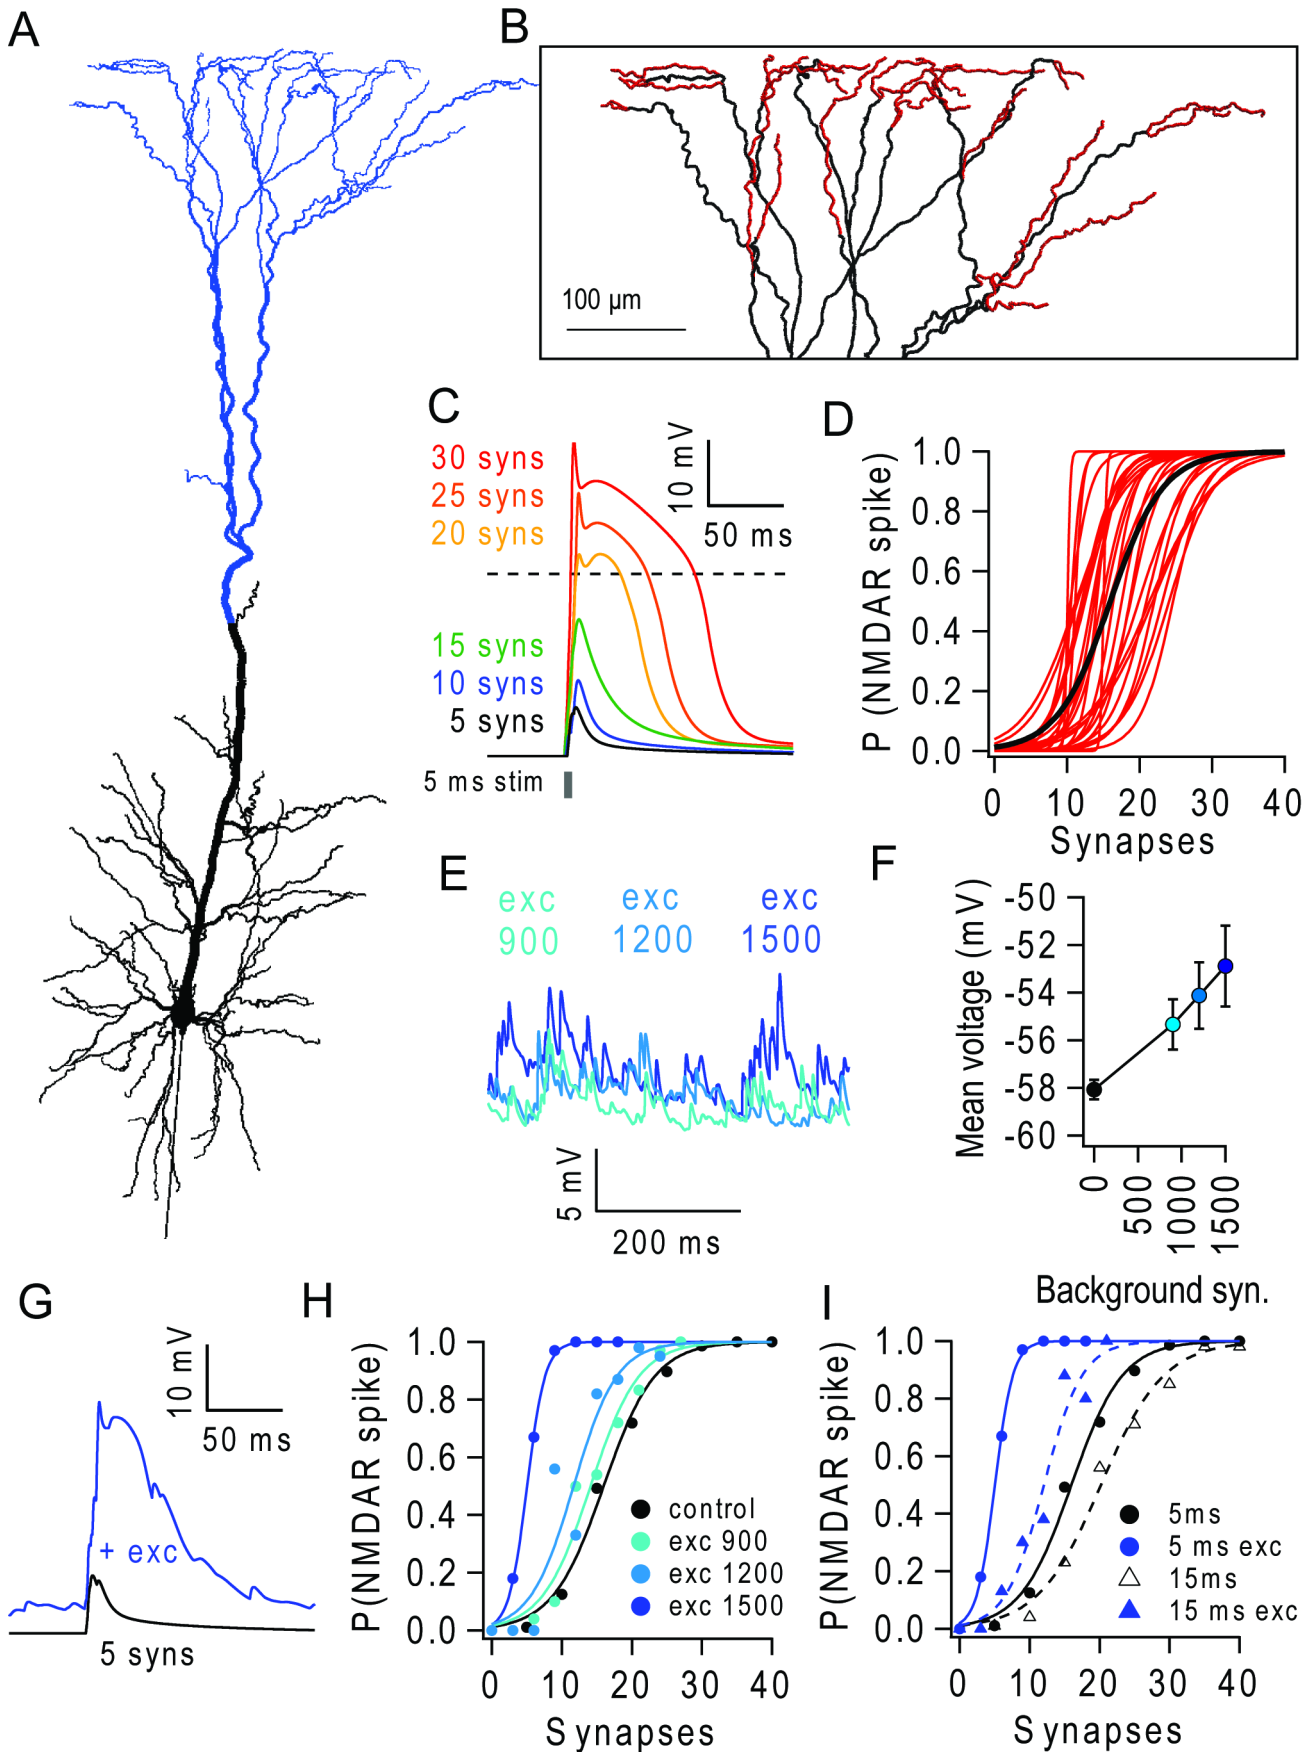 A
B
100 µm
C
30 syns
25 syns
20 syns
15 syns
10 syns
5 syns
5 ms stim
10 mV
50 ms
D
P (NMDAR spike)
1.0
0.8
0.6
0.4
0.2
0.0
0 10 20 30 40
Synapses
E
exc 900
exc 1200
exc 1500
5 mV
200 ms
F
Mean voltage (mV)
-50
-52
-54
-56
-58
-60
0 500 1000 1500
Background syn.
G
10 mV
50 ms
+ exc
5 syns
H
P(NMDAR spike)
1.0
0.8
0.6
0.4
0.2
0.0
control
exc 900
exc 1200
exc 1500
0 10 20 30 40
Synapses
I
P(NMDAR spike)
1.0
0.8
0.6
0.4
0.2
0.0
5ms
5 ms exc
15ms
15 ms exc
0 10 20 30 40
Synapses